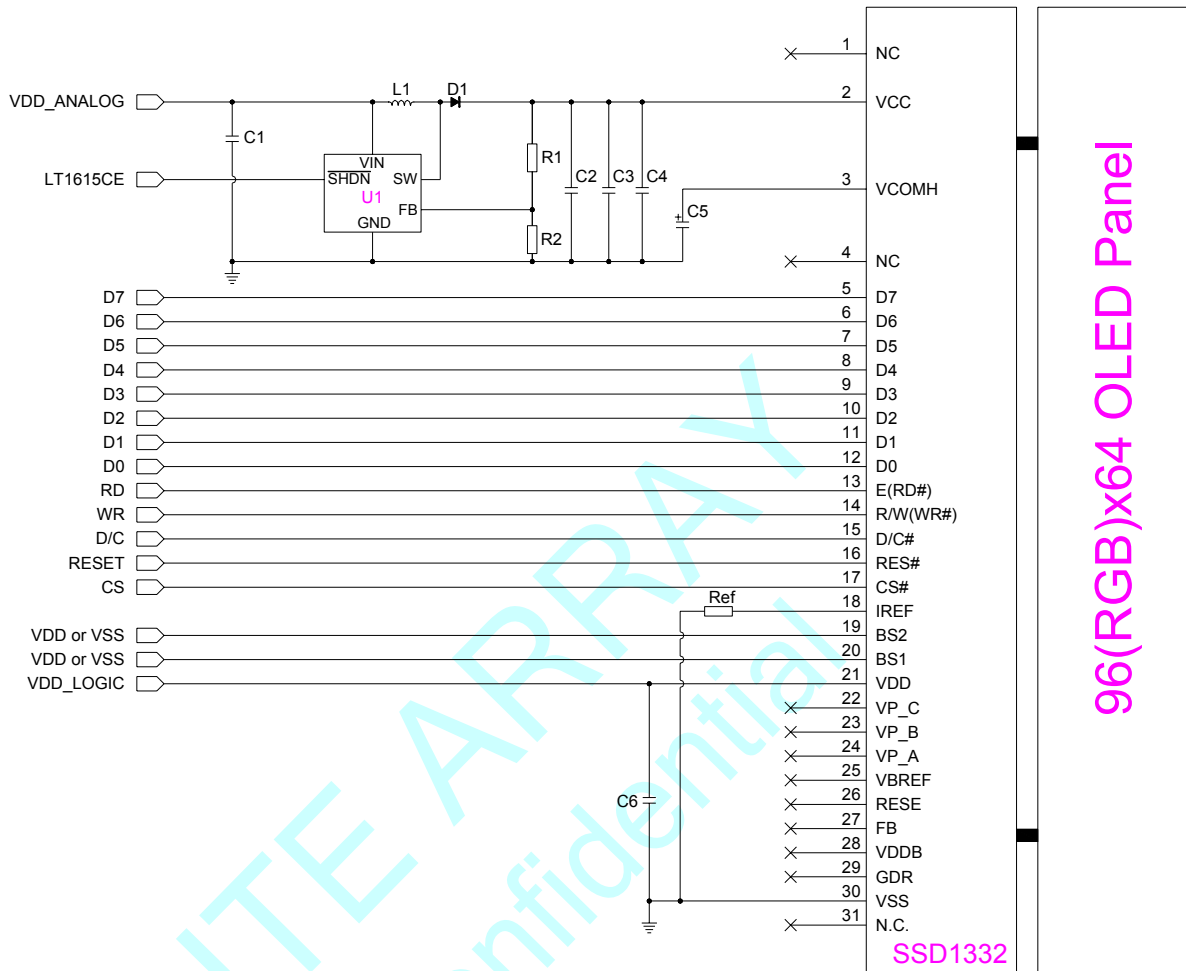 1 NC
VDD_ANALOG L1 D1 2 VCC
C1
VIN
LT1615CE SHDN SW R1 C2 C3 C4 3 VCOMH
U1
FB C5
+
GND R2
4 NC
D7 5 D7
D6 6 D6
D5 7 D5
D4 8 D4
D3 9 D3
D2 10 D2
D1 11 D1
D0 12 D0
RD 13 E(RD#)
WR 14 R/W(WR#)
D/C 15 D/C#
RESET 16 RES#
CS 17 CS#
Ref 18 IREF
VDD or VSS 19 BS2
VDD or VSS 20 BS1
VDD_LOGIC 21 VDD
22 VP_C
23 VP_B
24 VP_A
25 VBREF
C6 26 RESE
27 FB
28 VDDB
29 GDR
30 VSS
31 N.C.
SSD1332
96(RGB)x64 OLED Panel
ITE ARRAY
onfidential